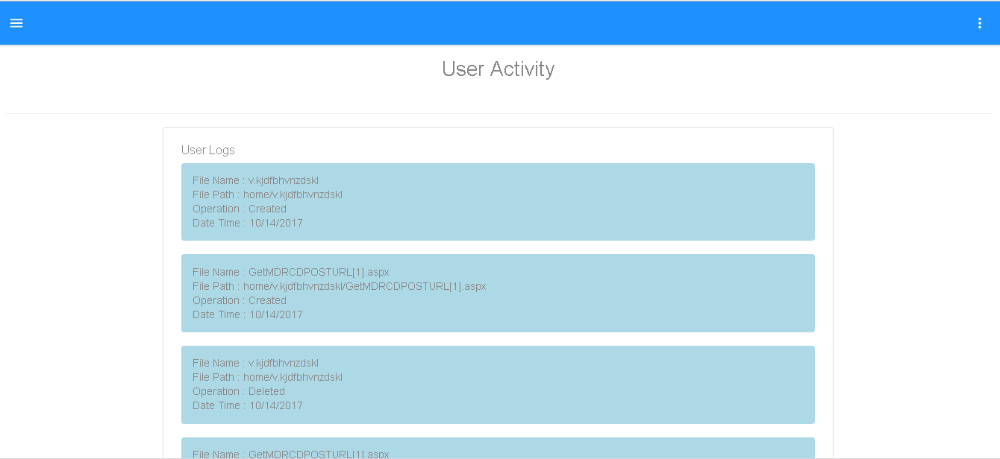 User Activity
User Logs
File Name : v.kjdfbhvnzdskl
File Path : home/v.kjdfbhvnzdskl
Operation : Created
Date Time : 10/14/2017
File Name : GetMDRCDPOSTURL[1].aspx
File Path : home/v.kjdfbhvnzdskl/GetMDRCDPOSTURL[1].aspx
Operation : Created
Date Time : 10/14/2017
File Name : v.kjdfbhvnzdskl
File Path : home/v.kjdfbhvnzdskl
Operation : Deleted
Date Time : 10/14/2017
File Name : GetMDRCDPOSTURL[1].aspx